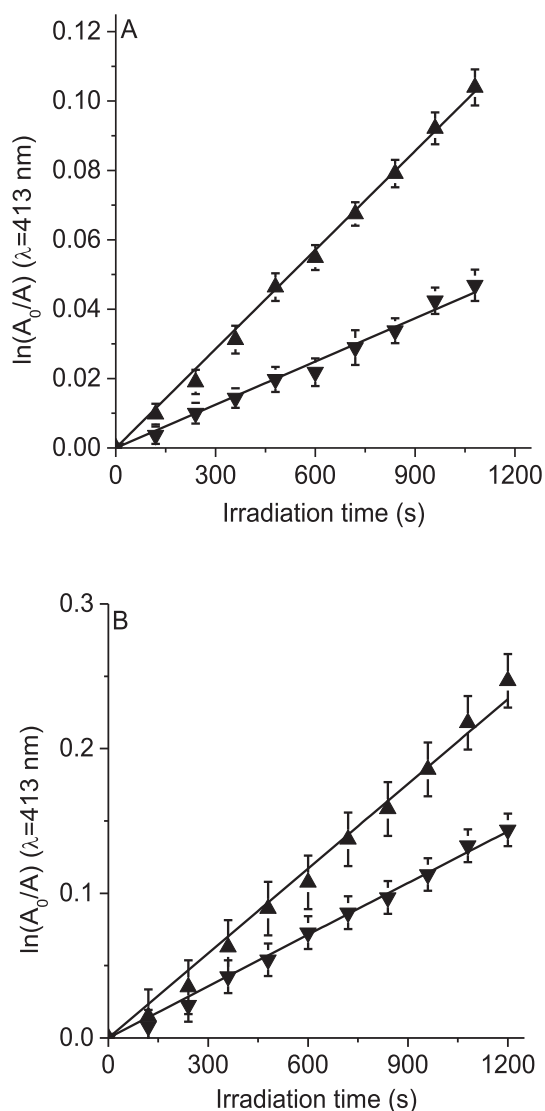 A
0.12
0.10
0.08
0.06
0.04
0.02
0.00
0 300 600 900 1200
ln(A₀/A) (λ=413 nm)
Irradiation time (s)
B
0.3
0.2
0.1
0.0
0 300 600 900 1200
ln(A₀/A) (λ=413 nm)
Irradiation time (s)